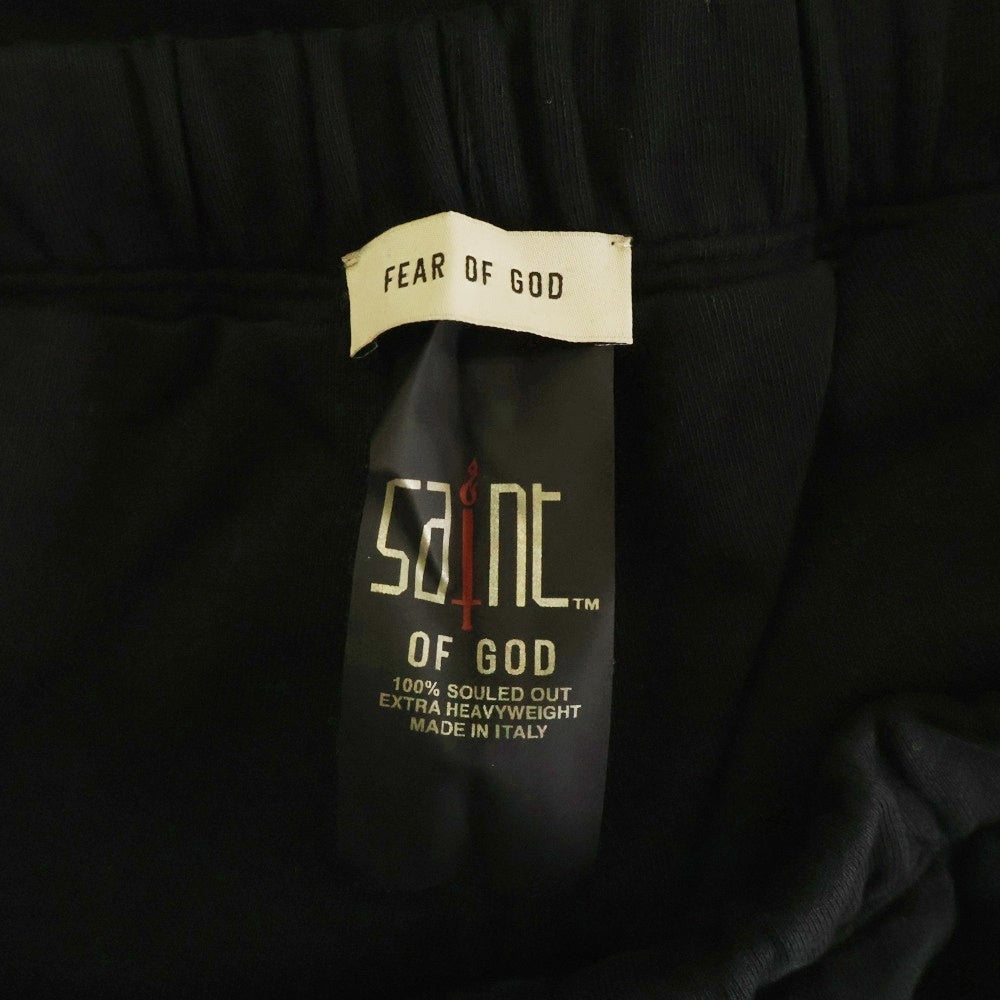 FEAR OF GOD
SAINT™
OF GOD
100% SOULED OUT
EXTRA HEAVYWEIGHT
MADE IN ITALY